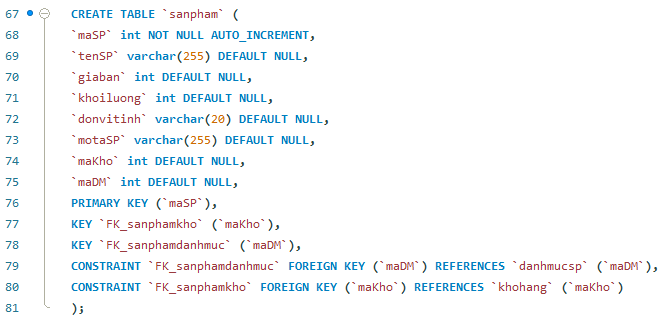 67 CREATE TABLE `sanpham` (
68 `maSP` int NOT NULL AUTO_INCREMENT,
69 `tenSP` varchar(255) DEFAULT NULL,
70 `giaban` int DEFAULT NULL,
71 `khoiluong` int DEFAULT NULL,
72 `donvitinh` varchar(20) DEFAULT NULL,
73 `motaSP` varchar(255) DEFAULT NULL,
74 `maKho` int DEFAULT NULL,
75 `maDM` int DEFAULT NULL,
76 PRIMARY KEY (`maSP`),
77 KEY `FK_sanphamkho` (`maKho`),
78 KEY `FK_sanphamdanhmuc` (`maDM`),
79 CONSTRAINT `FK_sanphamdanhmuc` FOREIGN KEY (`maDM`) REFERENCES `danhmucsp` (`maDM`),
80 CONSTRAINT `FK_sanphamkho` FOREIGN KEY (`maKho`) REFERENCES `khohang` (`maKho`)
81 );